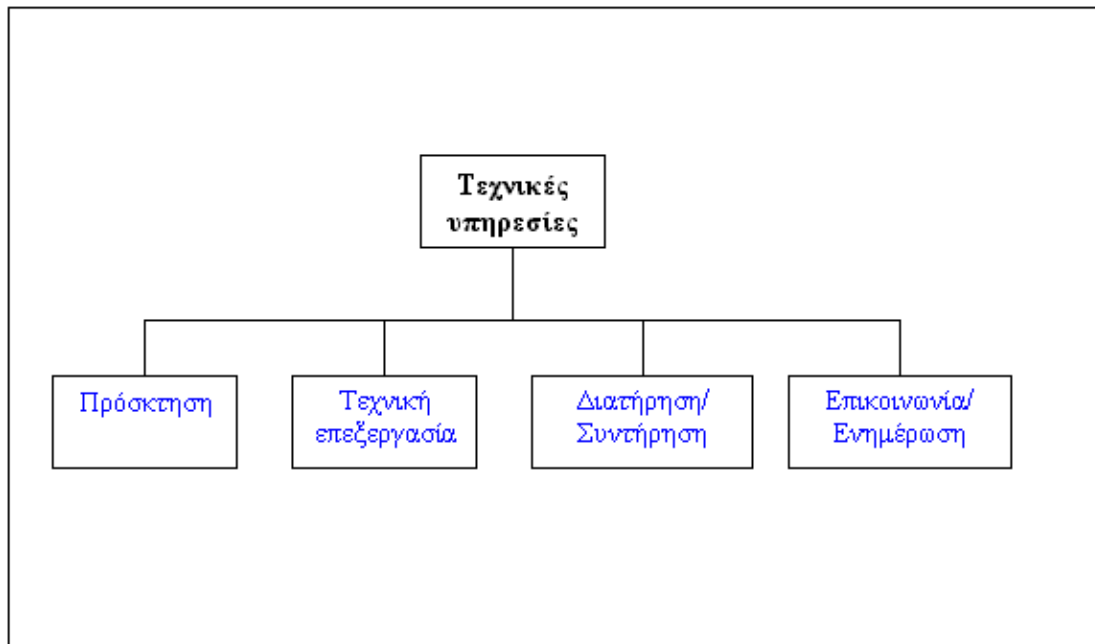 Τεχνικές
υπηρεσίες
Πρόσκτηση
Τεχνική
επεξεργασία
Διατήρηση/
Συντήρηση
Επικοινωνία/
Ενημέρωση